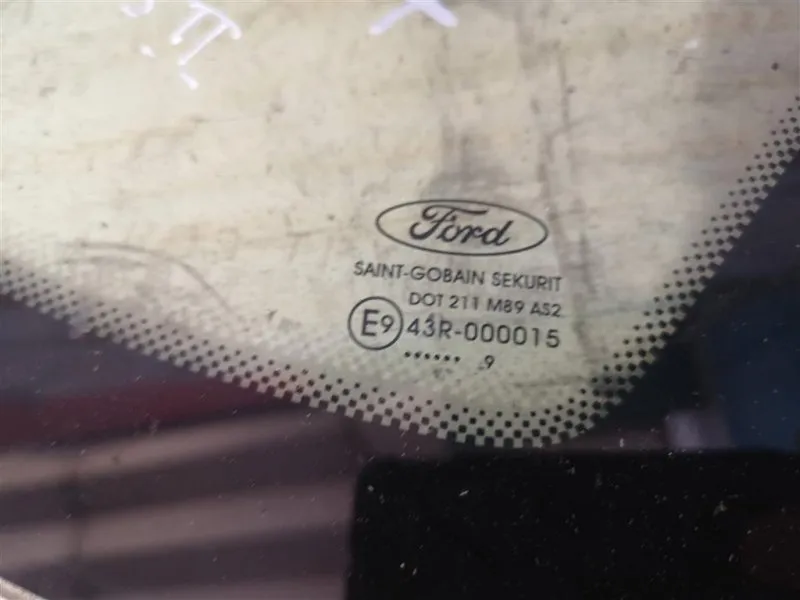 Ford
SAINT-GOBAIN SEKURIT
DOT 211 M89 AS2
E9 43R-000015
...... .9